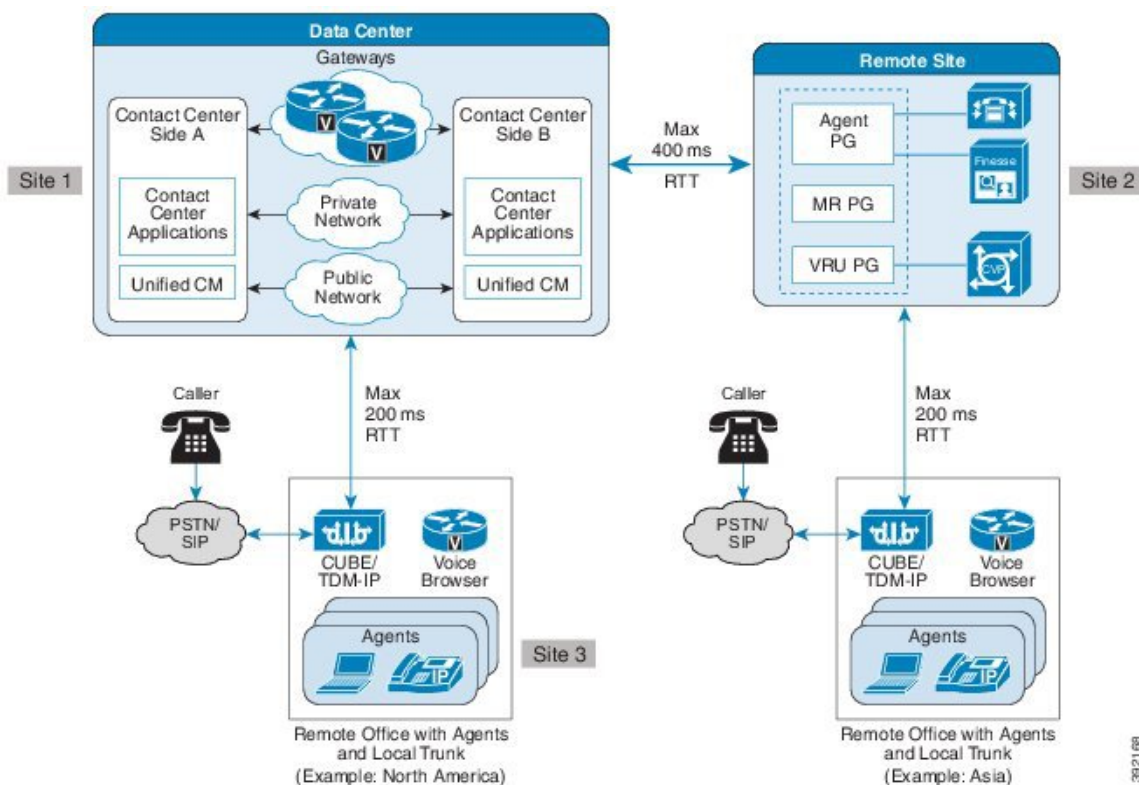 Data Center
Gateways
Contact Center
Side A
Contact Center
Side B
V
V
Contact
Center
Applications
Private
Network
Contact
Center
Applications
Unified CM
Public
Network
Unified CM
Site 1
Max
400 ms
RTT
Remote Site
Agent
PG
Finesse
MR PG
VRU PG
CVP
Site 2
Caller
Max
200 ms
RTT
PSTN/
SIP
CUBE/
TDM-IP
V
Voice
Browser
Agents
IP
Site 3
Remote Office with Agents
and Local Trunk
(Example: North America)
Caller
Max
200 ms
RTT
PSTN/
SIP
CUBE/
TDM-IP
V
Voice
Browser
Agents
IP
Remote Office with Agents
and Local Trunk
(Example: Asia)
392168